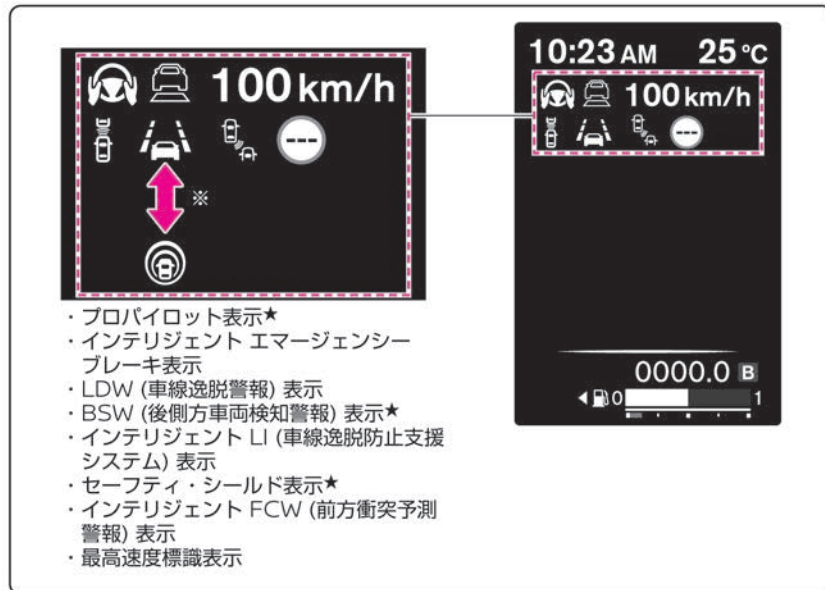 100 km/h
---
※
10:23 AM 25 °C
100 km/h
---
0000.0 B
0 1
・プロパイロット表示★
・インテリジェント エマージェンシー
ブレーキ表示
・LDW (車線逸脱警報) 表示
・BSW (後側方車両検知警報) 表示★
・インテリジェント LI (車線逸脱防止支援
システム) 表示
・セーフティ・シールド表示★
・インテリジェント FCW (前方衝突予測
警報) 表示
・最高速度標識表示